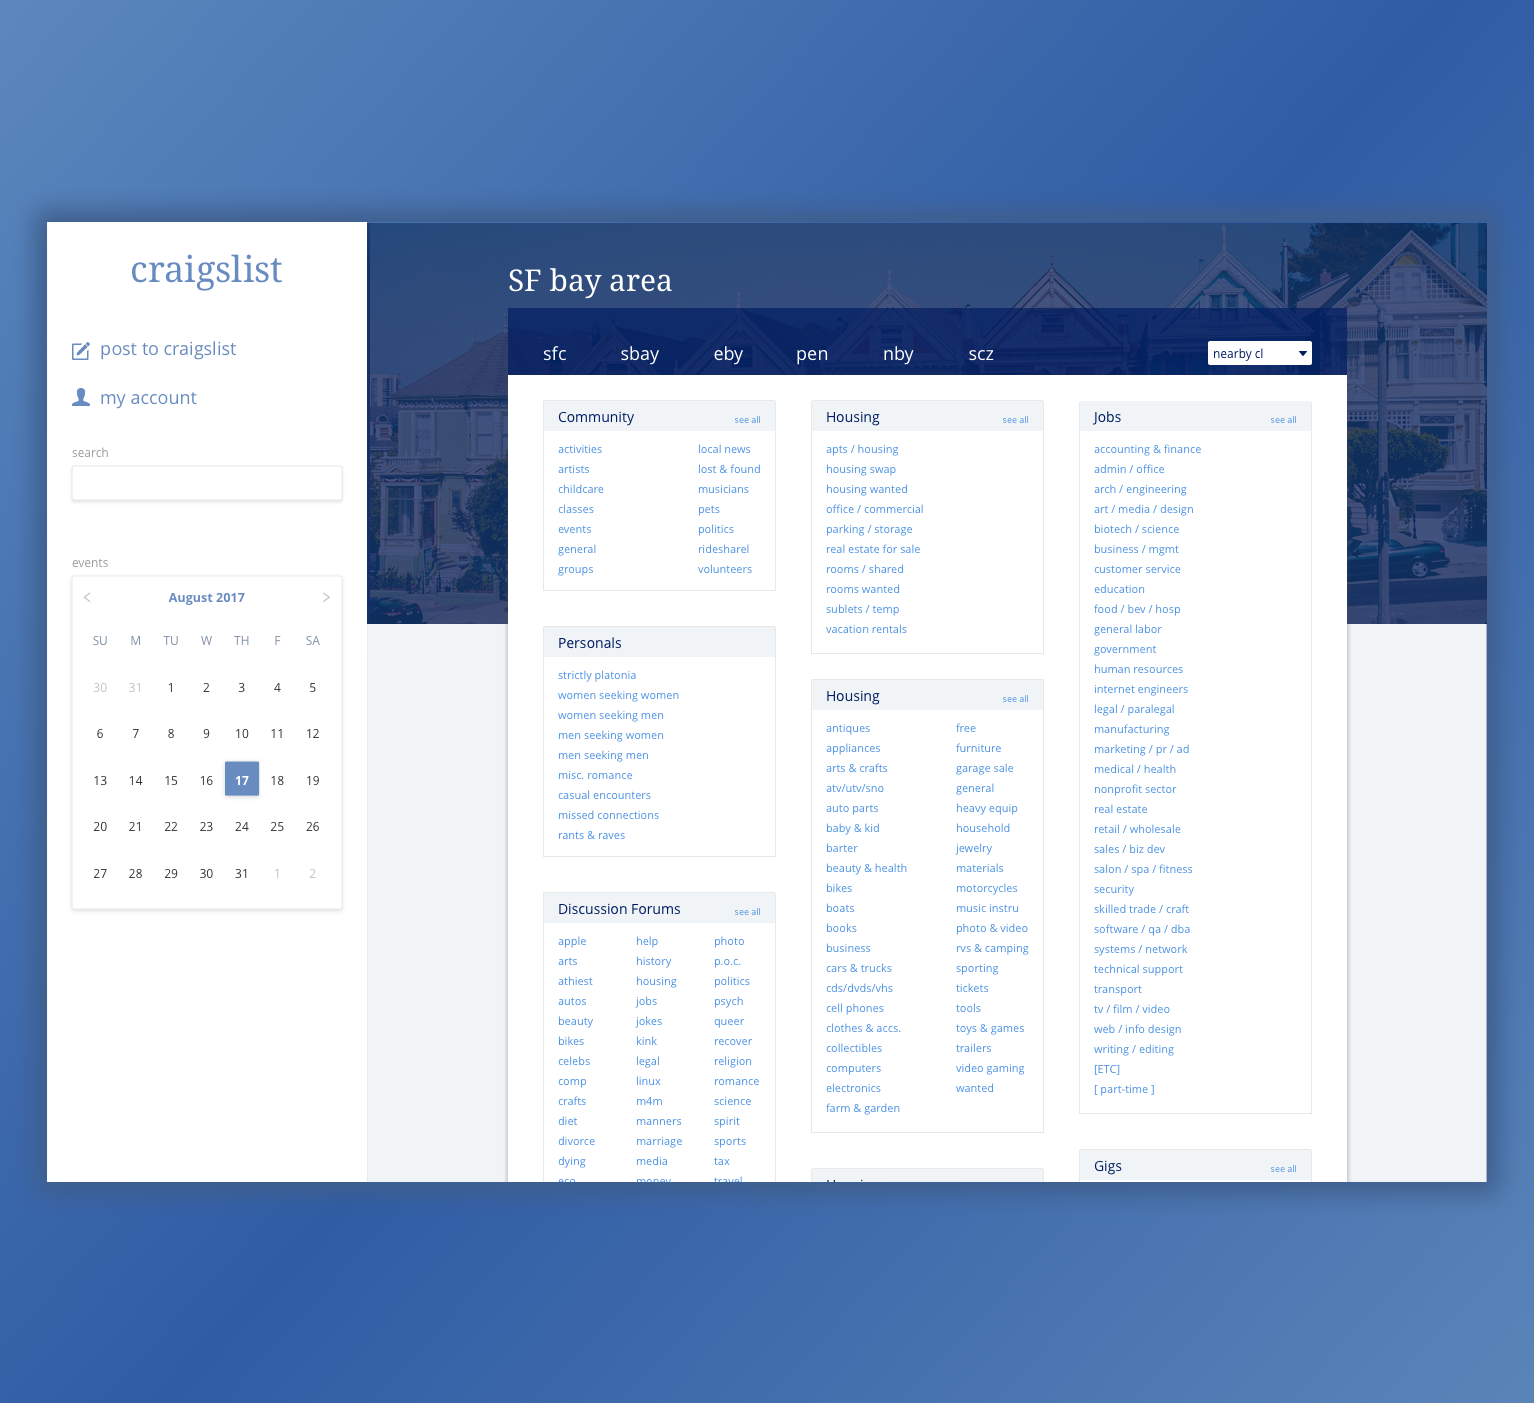 craigslist
post to craigslist
my account
search
events
< August 2017 >
SU M TU W TH F SA
30 31 1 2 3 4 5
6 7 8 9 10 11 12
13 14 15 16 17 18 19
20 21 22 23 24 25 26
27 28 29 30 31 1 2
SF bay area
sfc sbay eby pen nby scz nearby cl
Community see all
activities local news
artists lost & found
childcare musicians
classes pets
events politics
general ridesharel
groups volunteers
Personals
strictly platonia
women seeking women
women seeking men
men seeking women
men seeking men
misc. romance
casual encounters
missed connections
rants & raves
Discussion Forums see all
apple help photo
arts history p.o.c.
athiest housing politics
autos jobs psych
beauty jokes queer
bikes kink recover
celebs legal religion
comp linux romance
crafts m4m science
diet manners spirit
divorce marriage sports
dying media tax
eco money travel
Housing see all
apts / housing
housing swap
housing wanted
office / commercial
parking / storage
real estate for sale
rooms / shared
rooms wanted
sublets / temp
vacation rentals
Housing see all
antiques free
appliances furniture
arts & crafts garage sale
atv/utv/sno general
auto parts heavy equip
baby & kid household
barter jewelry
beauty & health materials
bikes motorcycles
boats music instru
books photo & video
business rvs & camping
cars & trucks sporting
cds/dvds/vhs tickets
cell phones tools
clothes & accs. toys & games
collectibles trailers
computers video gaming
electronics wanted
farm & garden
Jobs see all
accounting & finance
admin / office
arch / engineering
art / media / design
biotech / science
business / mgmt
customer service
education
food / bev / hosp
general labor
government
human resources
internet engineers
legal / paralegal
manufacturing
marketing / pr / ad
medical / health
nonprofit sector
real estate
retail / wholesale
sales / biz dev
salon / spa / fitness
security
skilled trade / craft
software / qa / dba
systems / network
technical support
transport
tv / film / video
web / info design
writing / editing
[ETC]
[ part-time ]
Gigs see all